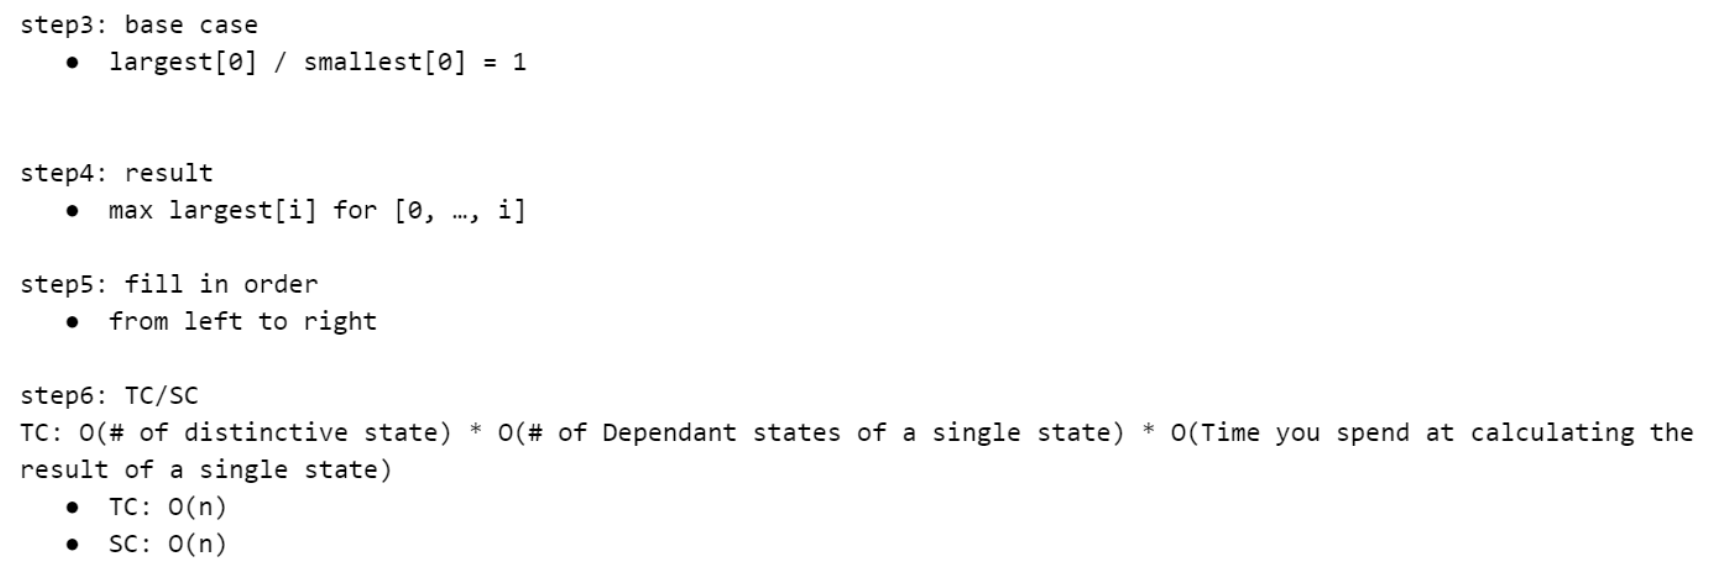 step3: base case
● largest[0] / smallest[0] = 1
step4: result
● max largest[i] for [0, …, i]
step5: fill in order
● from left to right
step6: TC/SC
TC: O(# of distinctive state) * O(# of Dependant states of a single state) * O(Time you spend at calculating the
result of a single state)
● TC: O(n)
● SC: O(n)